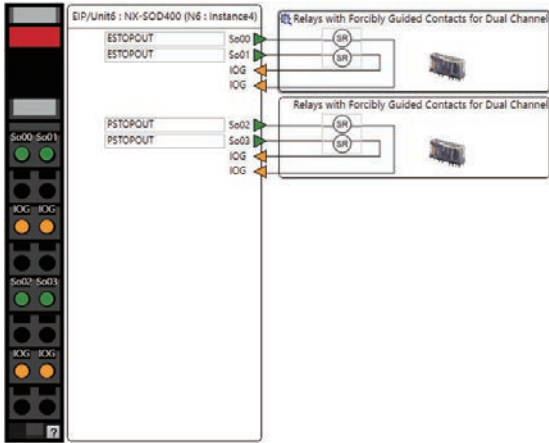 EIP/Unit6 : NX-SOD400 (N6 : Instance4)
ESTOPOUT So00
ESTOPOUT So01
IOG
IOG
Relays with Forcibly Guided Contacts for Dual Channel
SR
SR
PSTOPOUT So02
PSTOPOUT So03
IOG
IOG
Relays with Forcibly Guided Contacts for Dual Channel
SR
SR
So00 So01
IOG IOG
So02 So03
IOG IOG
?